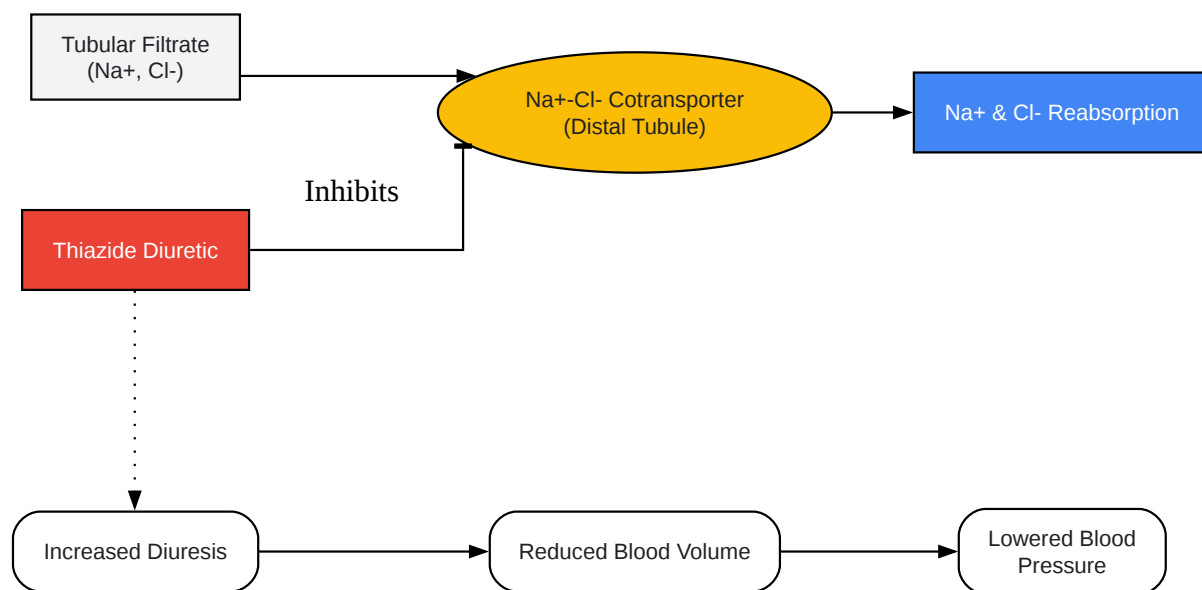 Tubular Filtrate
(Na+, Cl-)
Na+-Cl- Cotransporter
(Distal Tubule)
Na+ & Cl- Reabsorption
Inhibits
Thiazide Diuretic
Increased Diuresis
Reduced Blood Volume
Lowered Blood
Pressure